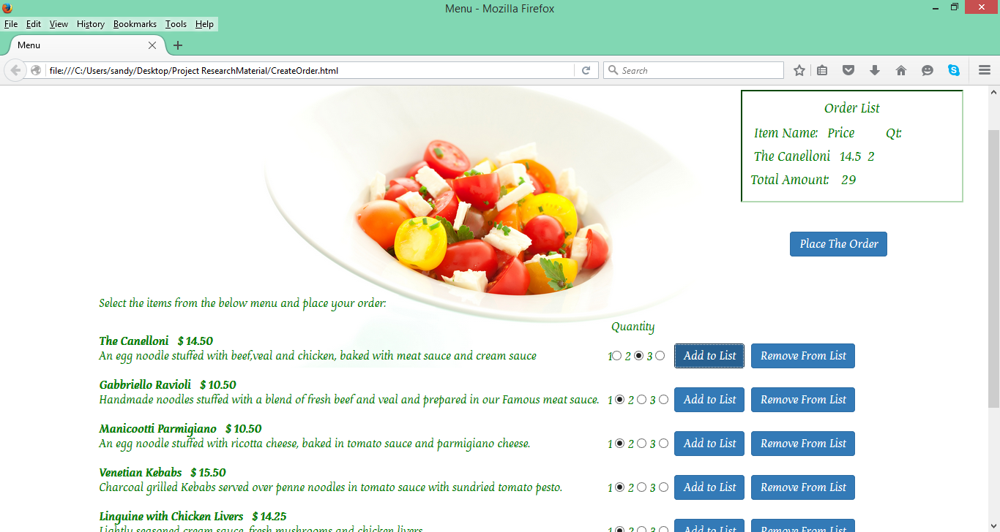 Menu - Mozilla Firefox
File Edit View History Bookmarks Tools Help
Menu
file:///C:/Users/sandy/Desktop/Project ResearchMaterial/CreateOrder.html
Search
Order List
Item Name: Price Qt:
The Canelloni 14.5 2
Total Amount: 29
Place The Order
Select the items from the below menu and place your order:
Quantity
The Canelloni $ 14.50
An egg noodle stuffed with beef,veal and chicken, baked with meat sauce and cream sauce
1 2 3 Add to List Remove From List
Gabbriello Ravioli $ 10.50
Handmade noodles stuffed with a blend of fresh beef and veal and prepared in our Famous meat sauce.
1 2 3 Add to List Remove From List
Manicootti Parmigiano $ 10.50
An egg noodle stuffed with ricotta cheese, baked in tomato sauce and parmigiano cheese.
1 2 3 Add to List Remove From List
Venetian Kebabs $ 15.50
Charcoal grilled Kebabs served over penne noodles in tomato sauce with sundried tomato pesto.
1 2 3 Add to List Remove From List
Linguine with Chicken Livers $ 14.25
Lightly seasoned cream sauce, fresh mushrooms and chicken livers
1 2 3 Add to List Remove From List